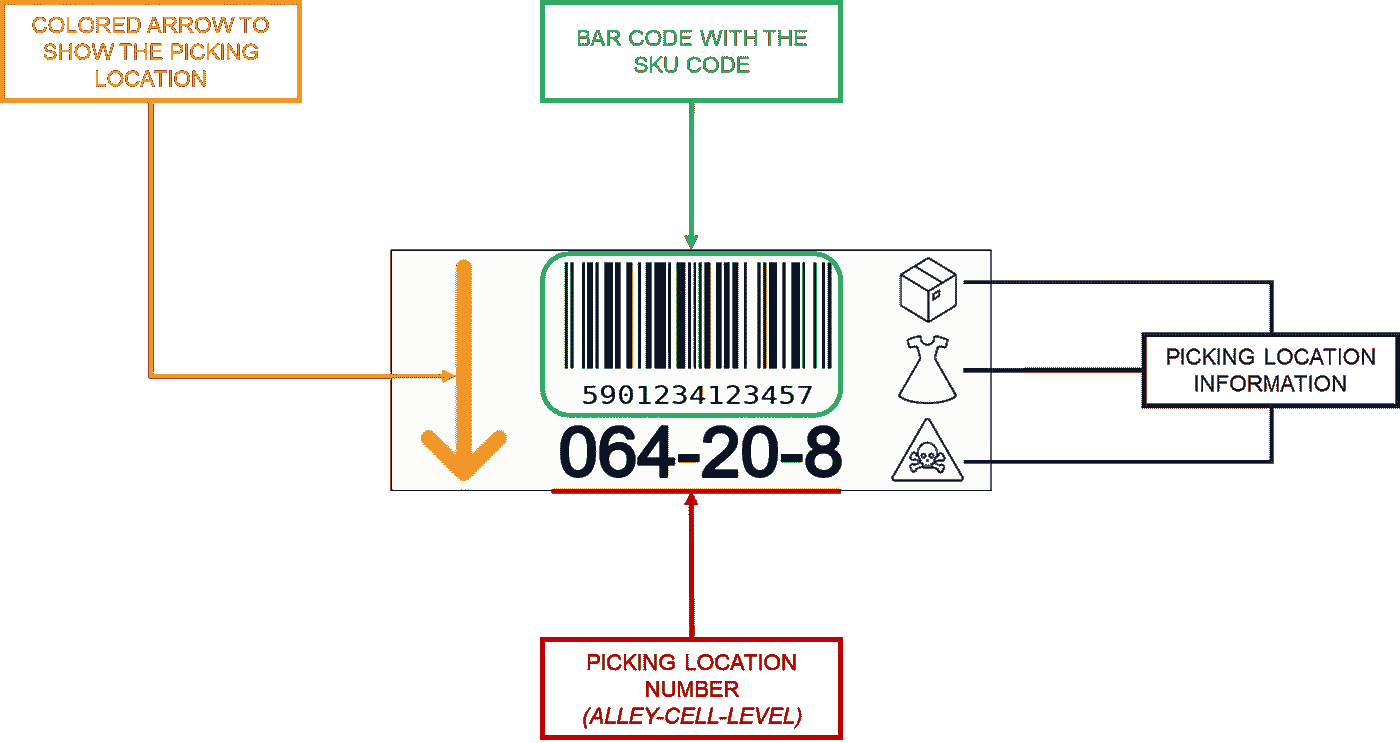 COLORED ARROW TO
SHOW THE PICKING
LOCATION
BAR CODE WITH THE
SKU CODE
5901234123457
064-20-8
PICKING LOCATION
INFORMATION
PICKING LOCATION
NUMBER
(ALLEY-CELL-LEVEL)